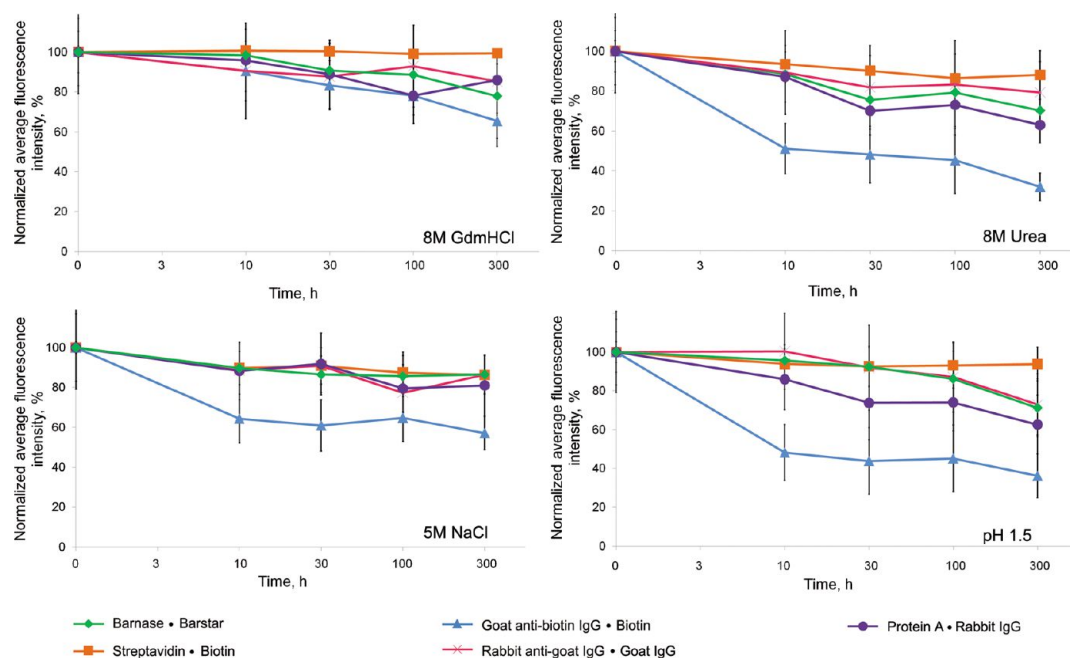 Normalized average fluorescence
intensity, %
100
80
60
40
20
0
8M GdmHCl
0 3 10 30 100 300
Time, h
Normalized average fluorescence
intensity, %
100
80
60
40
20
0
8M Urea
0 3 10 30 100 300
Time, h
Normalized average fluorescence
intensity, %
100
80
60
40
20
0
5M NaCl
0 3 10 30 100 300
Time, h
Normalized average fluorescence
intensity, %
100
80
60
40
20
0
pH 1.5
0 3 10 30 100 300
Time, h
Barnase • Barstar
Goat anti-biotin IgG • Biotin
Protein A • Rabbit IgG
Streptavidin • Biotin
Rabbit anti-goat IgG • Goat IgG